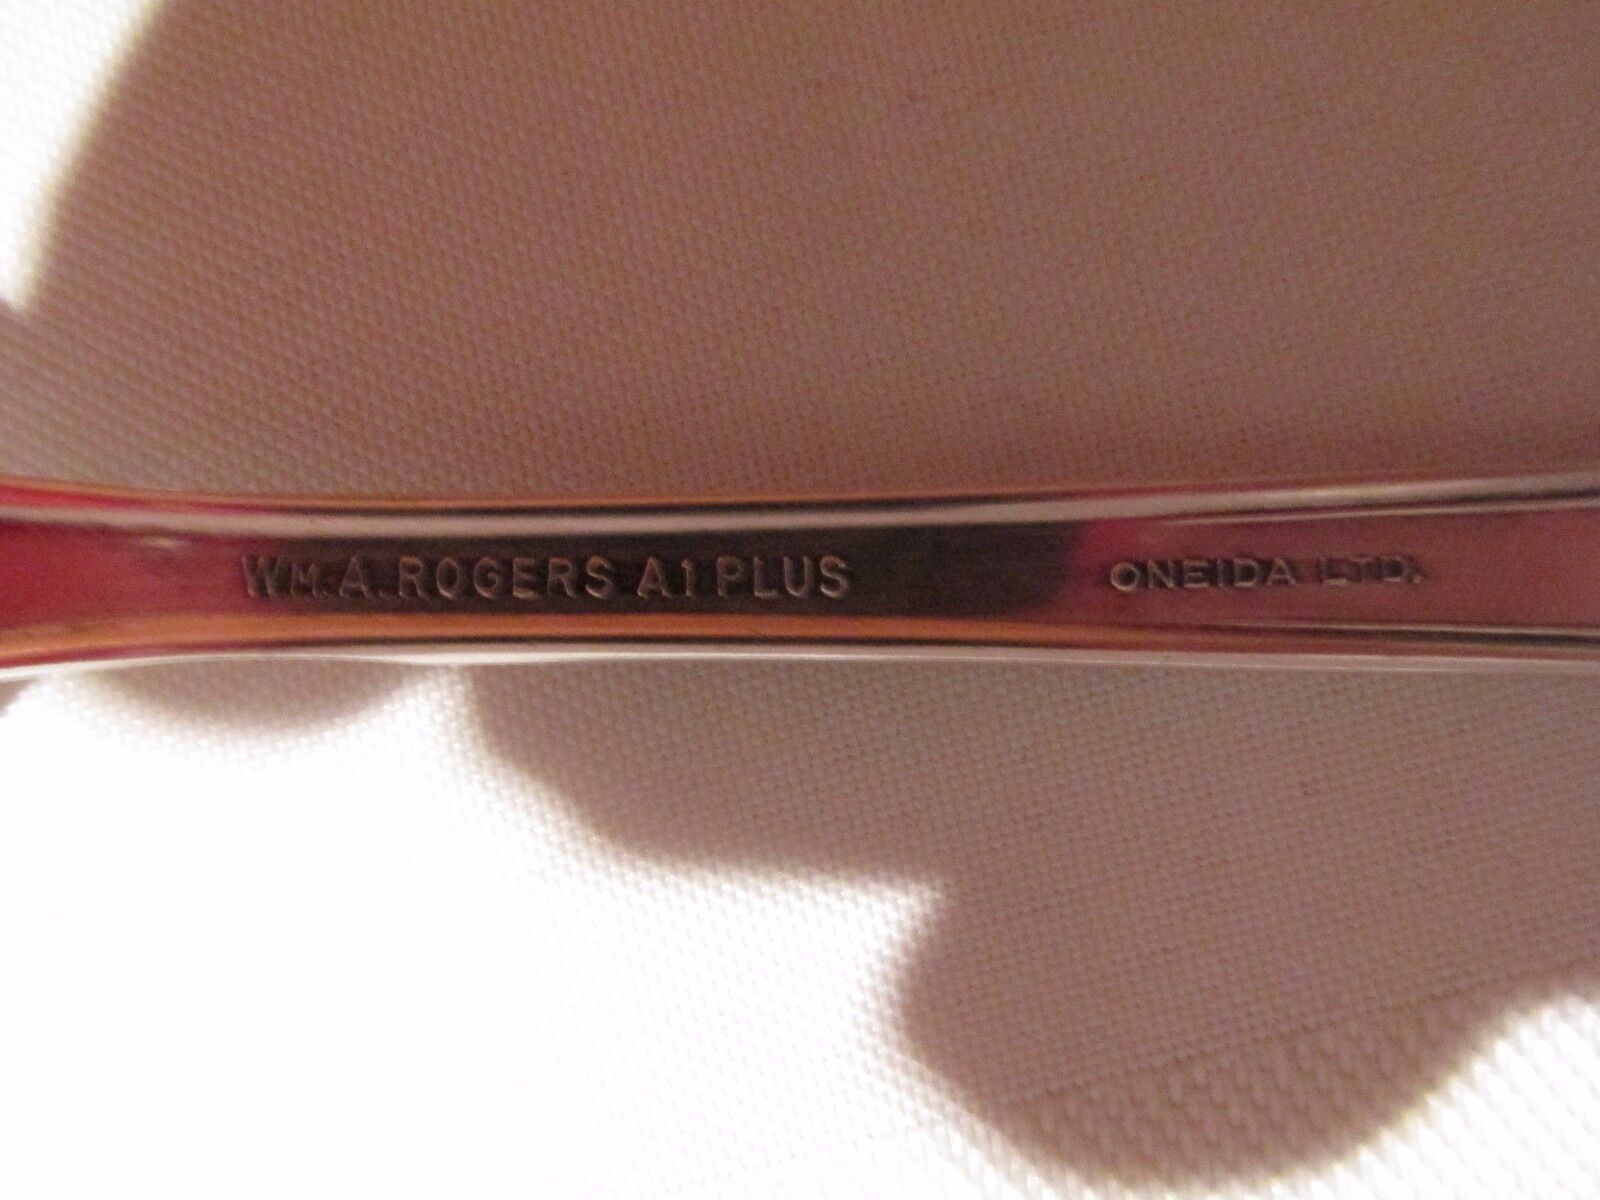 WM. A. ROGERS A1 PLUS ONEIDA LTD.